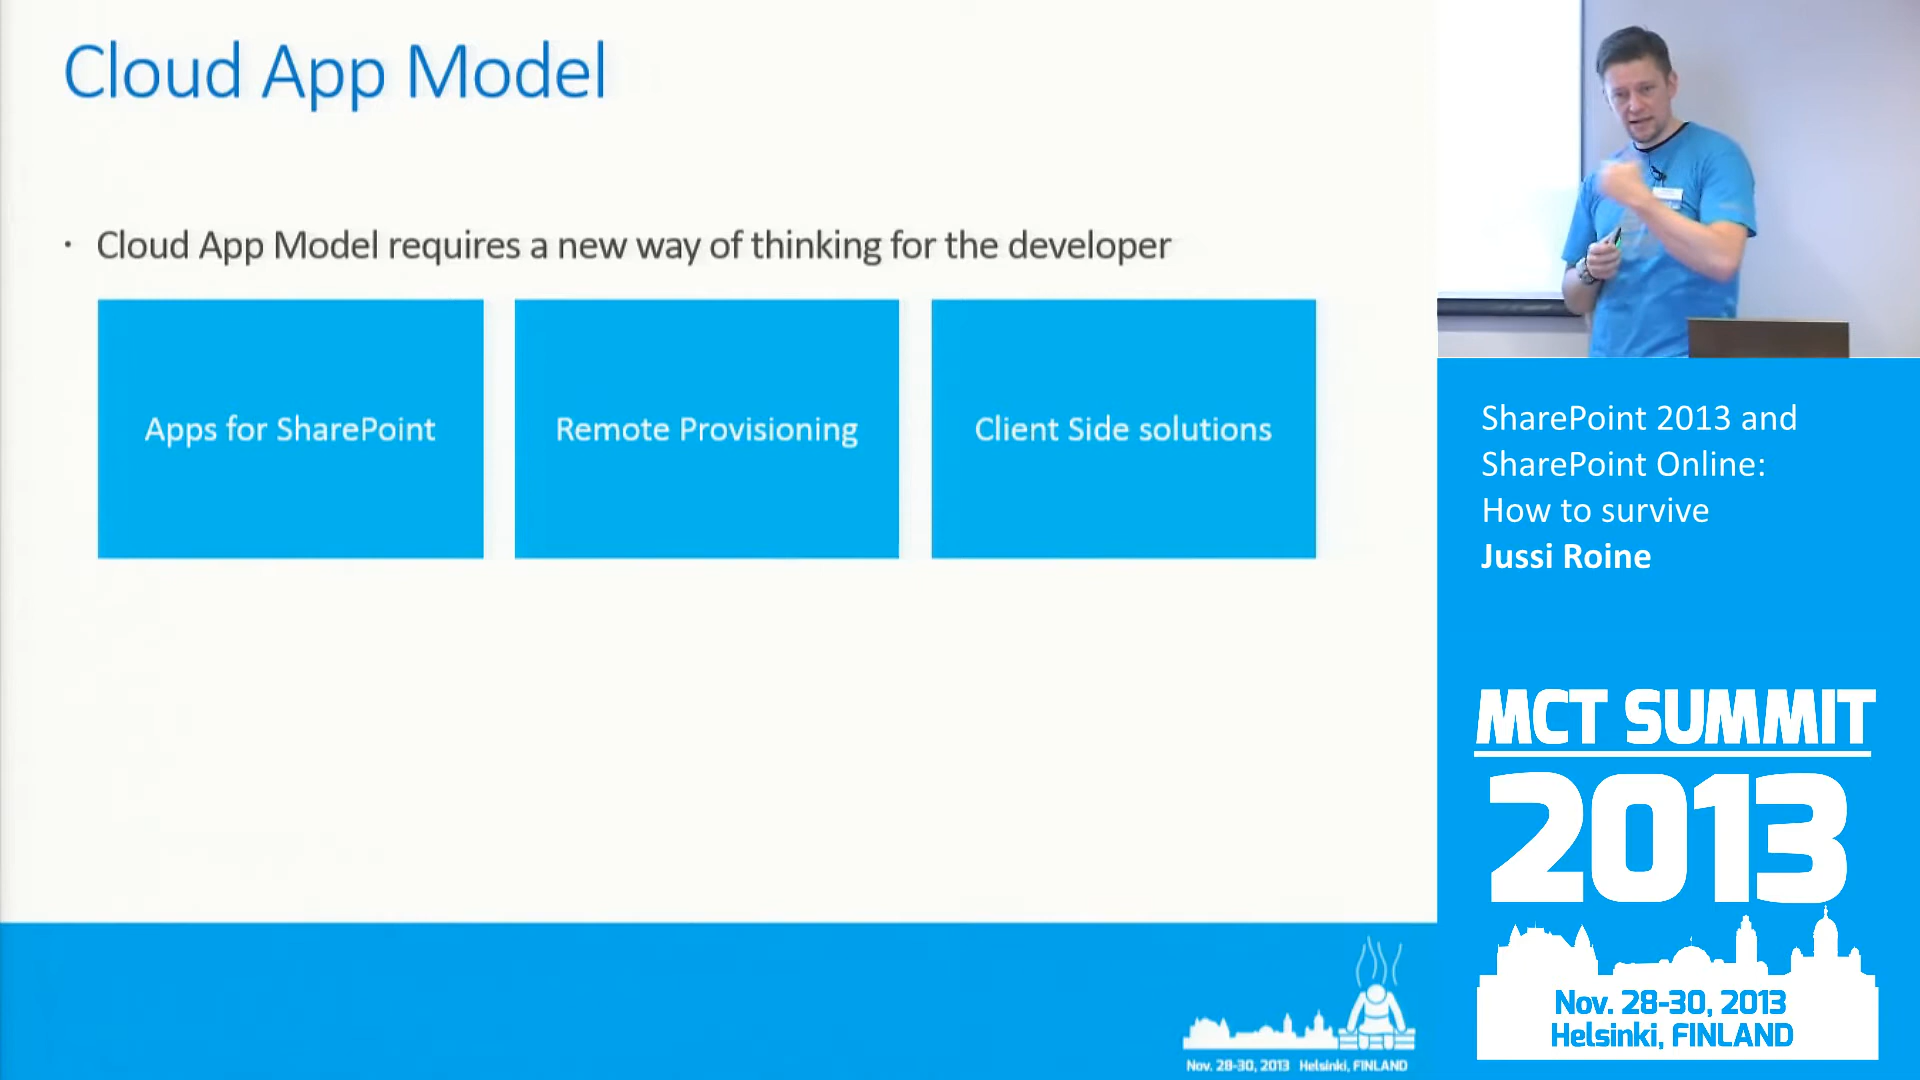 Cloud App Model
· Cloud App Model requires a new way of thinking for the developer
Apps for SharePoint
Remote Provisioning
Client Side solutions
Nov. 28-30, 2013 Helsinki, FINLAND
SharePoint 2013 and
SharePoint Online:
How to survive
Jussi Roine
MCT SUMMIT
2013
Nov. 28-30, 2013
Helsinki, FINLAND